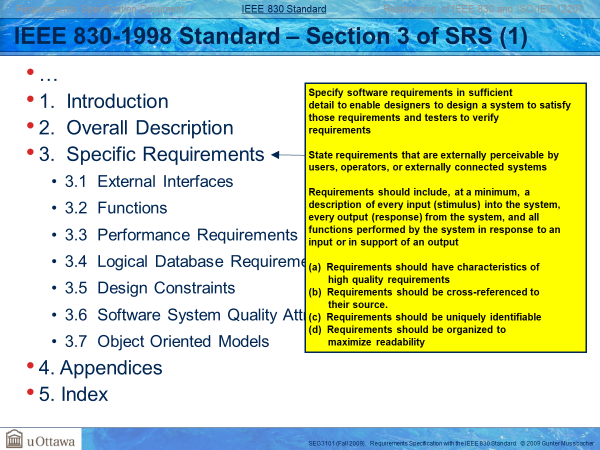 IEEE 830 Standard
IEEE 830-1998 Standard – Section 3 of SRS (1)
• …
• 1. Introduction
• 2. Overall Description
• 3. Specific Requirements
• 3.1 External Interfaces
• 3.2 Functions
• 3.3 Performance Requirements
• 3.4 Logical Database Requireme
• 3.5 Design Constraints
• 3.6 Software System Quality Attr
• 3.7 Object Oriented Models
• 4. Appendices
• 5. Index
Specify software requirements in sufficient
detail to enable designers to design a system to satisfy
those requirements and testers to verify
requirements
State requirements that are externally perceivable by
users, operators, or externally connected systems
Requirements should include, at a minimum, a
description of every input (stimulus) into the system,
every output (response) from the system, and all
functions performed by the system in response to an
input or in support of an output
(a) Requirements should have characteristics of
high quality requirements
(b) Requirements should be cross-referenced to
their source.
(c) Requirements should be uniquely identifiable
(d) Requirements should be organized to
maximize readability
uOttawa
SEG3101 (Fall 2009). Requirements Specification with the IEEE 830 Standard. © 2009 Gunter Mussbacher